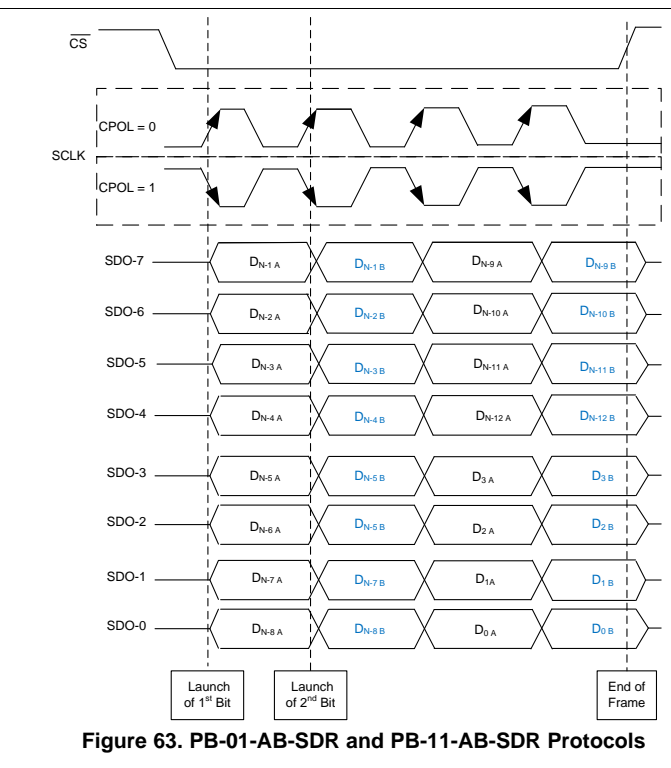 CS
CPOL = 0
SCLK
CPOL = 1
SDO-7 DN-1 A DN-1 B DN-9 A DN-9 B
SDO-6 DN-2 A DN-2 B DN-10 A DN-10 B
SDO-5 DN-3 A DN-3 B DN-11 A DN-11 B
SDO-4 DN-4 A DN-4 B DN-12 A DN-12 B
SDO-3 DN-5 A DN-5 B D3 A D3 B
SDO-2 DN-6 A DN-5 B D2 A D2 B
SDO-1 DN-7 A DN-7 B D1A D1 B
SDO-0 DN-8 A DN-8 B D0 A D0 B
Launch
of 1st Bit
Launch
of 2nd Bit
End of
Frame
Figure 63. PB-01-AB-SDR and PB-11-AB-SDR Protocols